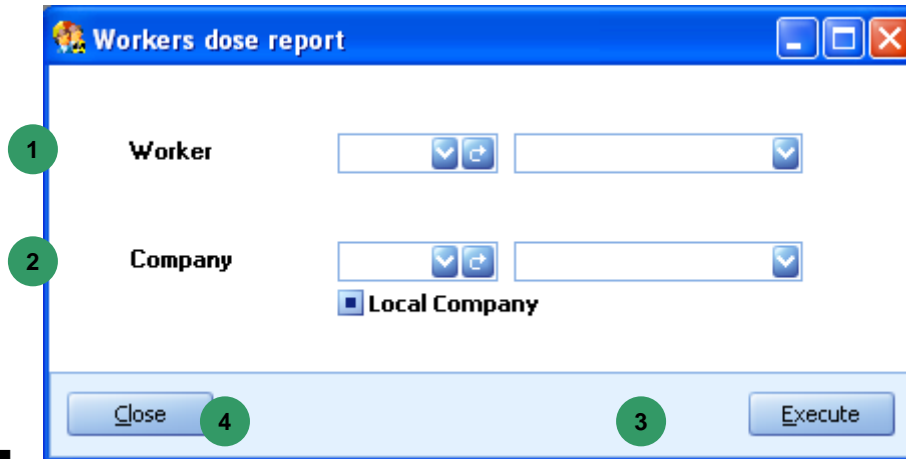 Workers dose report
1 Worker
2 Company
Local Company
Close 4 3 Execute